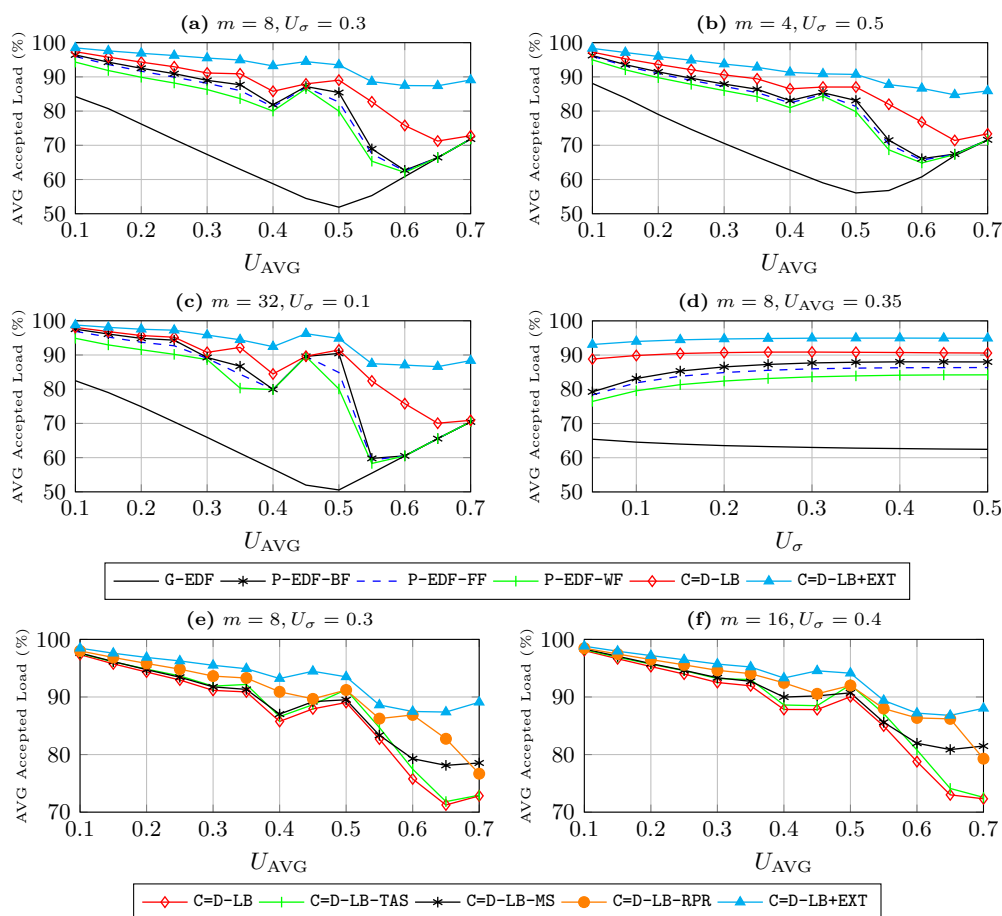 (a) m = 8, Uσ = 0.3
(b) m = 4, Uσ = 0.5
AVG Accepted Load (%)
100
90
80
70
60
50
0.1 0.2 0.3 0.4 0.5 0.6 0.7
UAVG
AVG Accepted Load (%)
100
90
80
70
60
50
0.1 0.2 0.3 0.4 0.5 0.6 0.7
UAVG
(c) m = 32, Uσ = 0.1
(d) m = 8, UAVG = 0.35
AVG Accepted Load (%)
100
90
80
70
60
50
0.1 0.2 0.3 0.4 0.5 0.6 0.7
UAVG
AVG Accepted Load (%)
100
90
80
70
60
50
0.1 0.2 0.3 0.4 0.5
Uσ
G-EDF P-EDF-BF P-EDF-FF P-EDF-WF C=D-LB C=D-LB+EXT
(e) m = 8, Uσ = 0.3
(f) m = 16, Uσ = 0.4
AVG Accepted Load (%)
100
90
80
70
0.1 0.2 0.3 0.4 0.5 0.6 0.7
UAVG
AVG Accepted Load (%)
100
90
80
70
0.1 0.2 0.3 0.4 0.5 0.6 0.7
UAVG
C=D-LB C=D-LB-TAS C=D-LB-MS C=D-LB-RPR C=D-LB+EXT